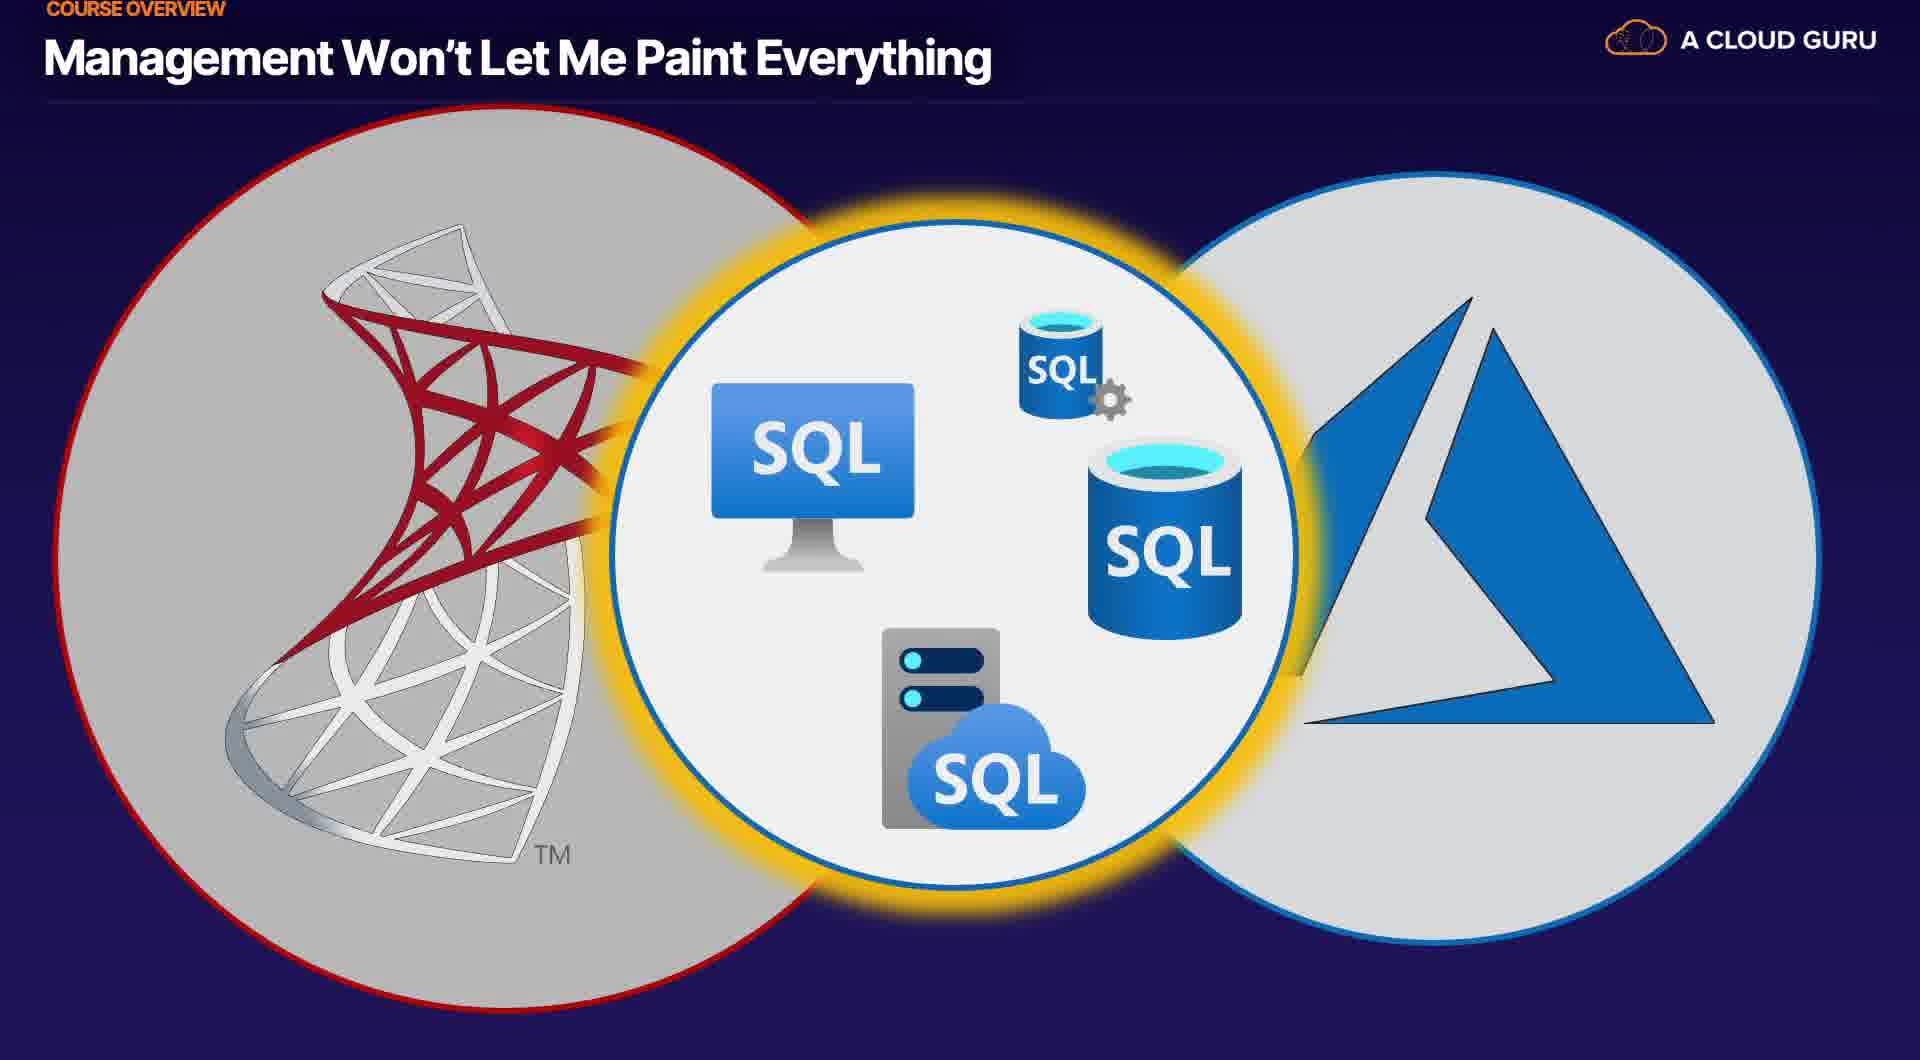 COURSE OVERVIEW
Management Won’t Let Me Paint Everything
A CLOUD GURU
SQL
SQL
SQL
SQL
TM